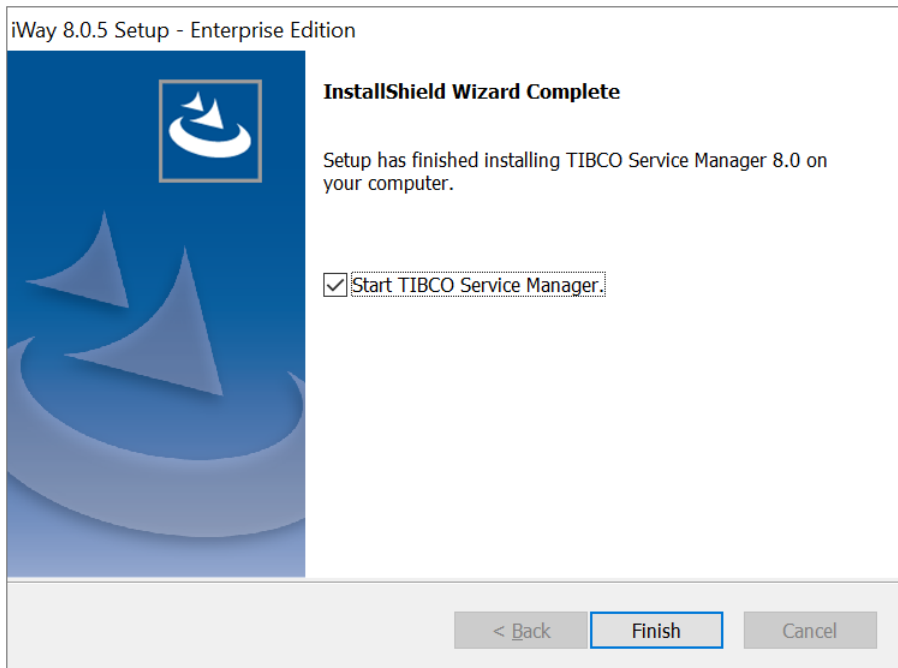 iWay 8.0.5 Setup - Enterprise Edition
InstallShield Wizard Complete
Setup has finished installing TIBCO Service Manager 8.0 on
your computer.
Start TIBCO Service Manager.
< Back
Finish
Cancel